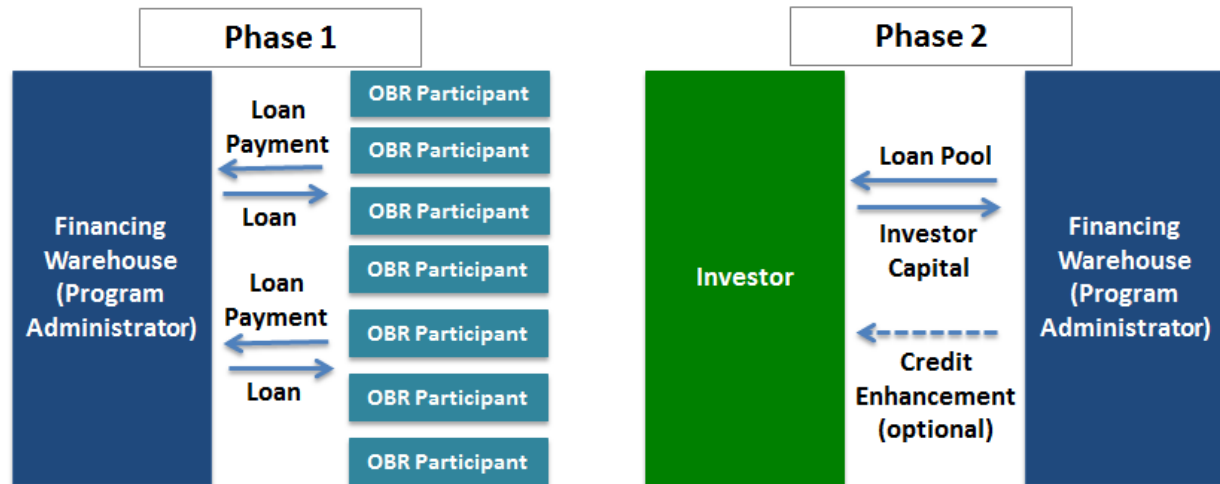 Phase 1
Financing
Warehouse
(Program
Administrator)
Loan
Payment
Loan
Loan
Payment
Loan
OBR Participant
OBR Participant
OBR Participant
OBR Participant
OBR Participant
OBR Participant
OBR Participant
Phase 2
Investor
Loan Pool
Investor
Capital
Credit
Enhancement
(optional)
Financing
Warehouse
(Program
Administrator)